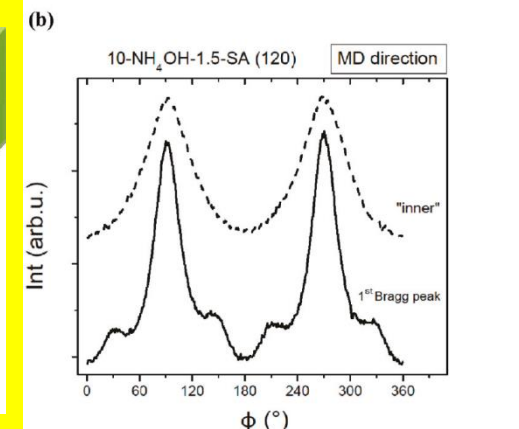 (b)
10-NH4OH-1.5-SA (120)
MD direction
Int (arb.u.)
"inner"
1st Bragg peak
0 60 120 180 240 300 360
ϕ (°)